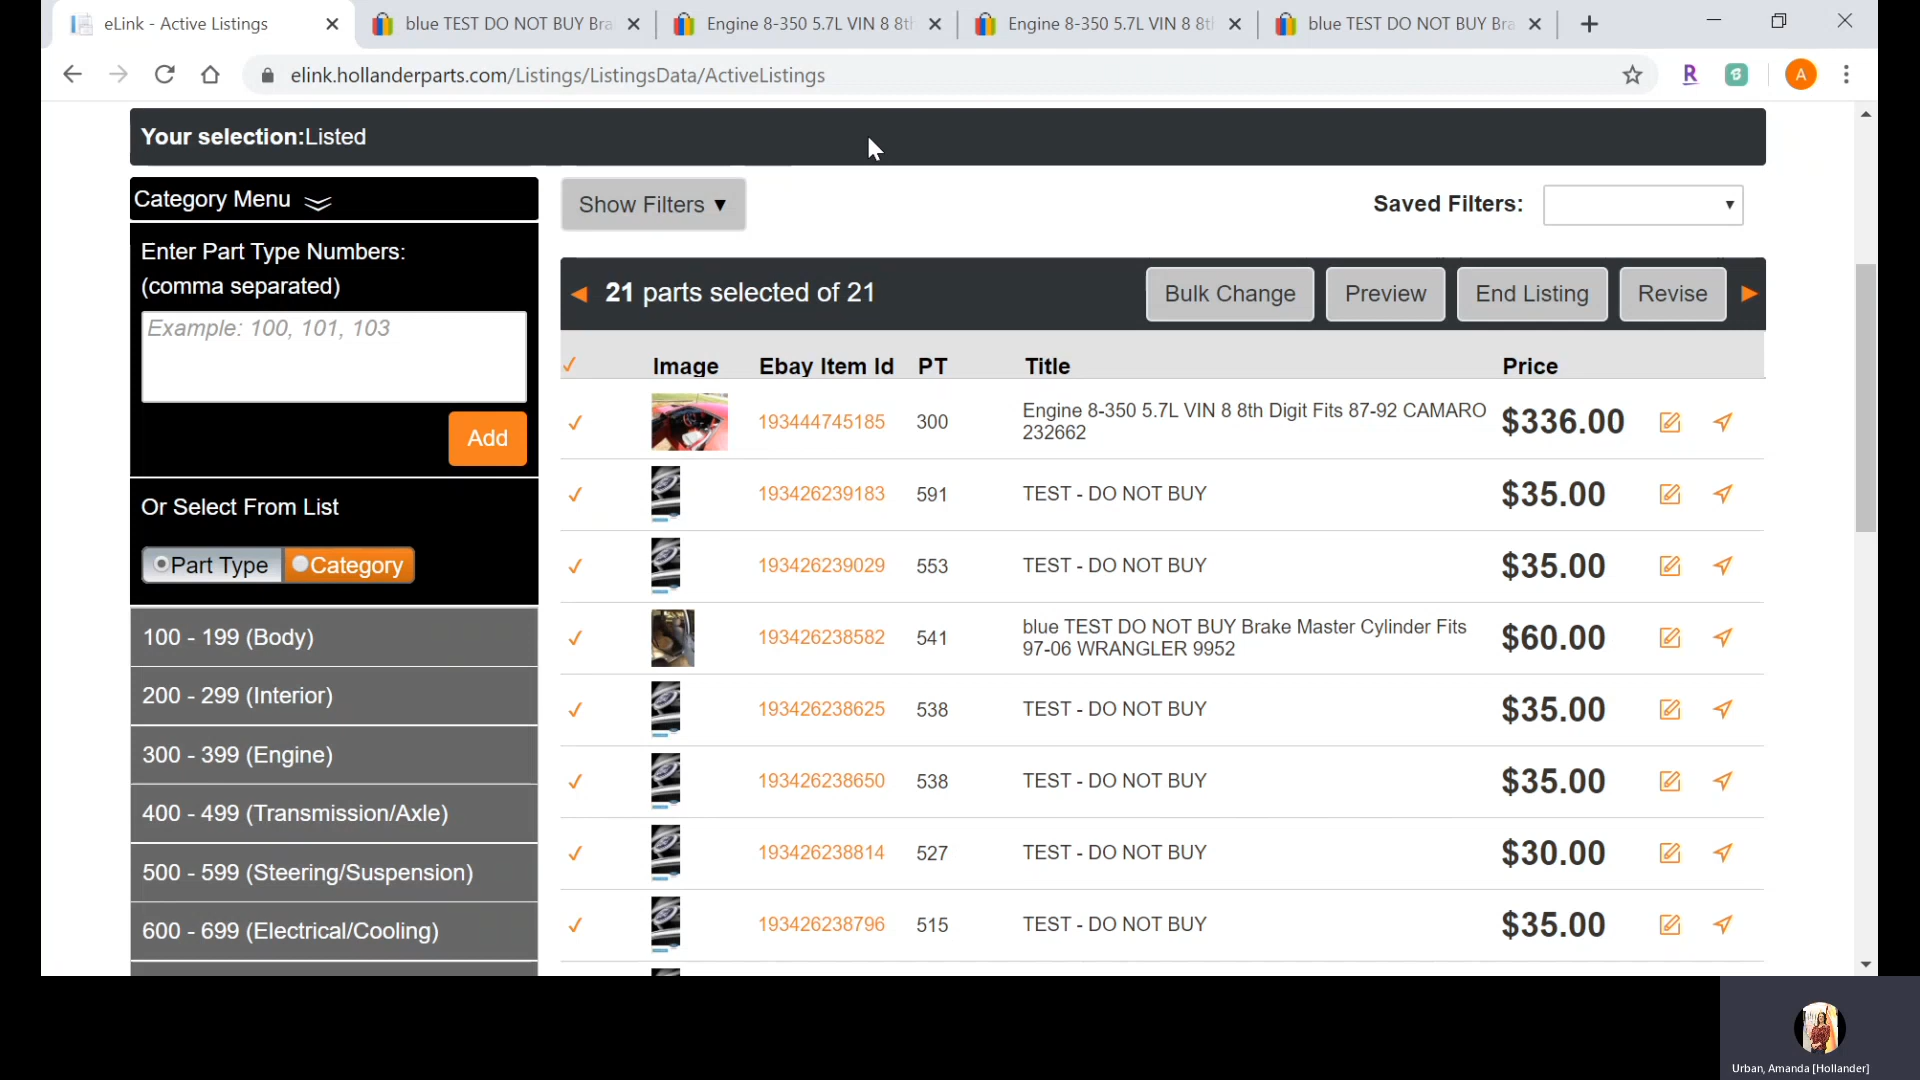 eLink - Active Listings
blue TEST DO NOT BUY Bra
Engine 8-350 5.7L VIN 8 8th
Engine 8-350 5.7L VIN 8 8th
blue TEST DO NOT BUY Bra
elink.hollanderparts.com/Listings/ListingsData/ActiveListings
R
A
Your selection:Listed
Category Menu
Show Filters ▼
Saved Filters:
Enter Part Type Numbers:
(comma separated)
Example: 100, 101, 103
Add
Or Select From List
Part Type Category
100 - 199 (Body)
200 - 299 (Interior)
300 - 399 (Engine)
400 - 499 (Transmission/Axle)
500 - 599 (Steering/Suspension)
600 - 699 (Electrical/Cooling)
21 parts selected of 21
Bulk Change Preview End Listing Revise
Image Ebay Item Id PT Title Price
193444745185 300 Engine 8-350 5.7L VIN 8 8th Digit Fits 87-92 CAMARO $336.00
232662
193426239183 591 TEST - DO NOT BUY $35.00
193426239029 553 TEST - DO NOT BUY $35.00
193426238582 541 blue TEST DO NOT BUY Brake Master Cylinder Fits $60.00
97-06 WRANGLER 9952
193426238625 538 TEST - DO NOT BUY $35.00
193426238650 538 TEST - DO NOT BUY $35.00
193426238814 527 TEST - DO NOT BUY $30.00
193426238796 515 TEST - DO NOT BUY $35.00
Urban, Amanda [Hollander]